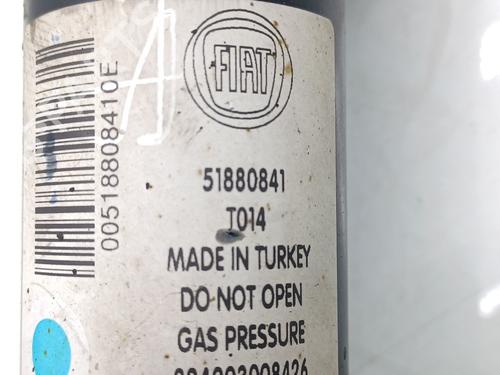 FIAT
51880841
T014
MADE IN TURKEY
DO NOT OPEN
GAS PRESSURE
00518808410E